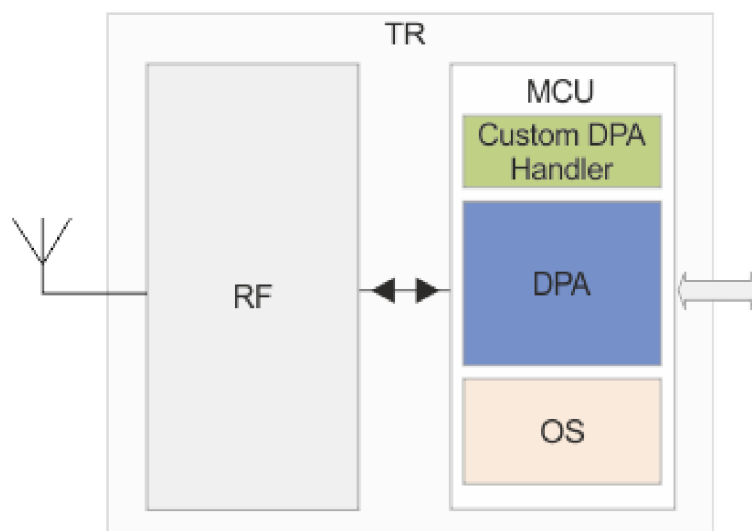 TR
RF
MCU
Custom DPA
Handler
DPA
OS